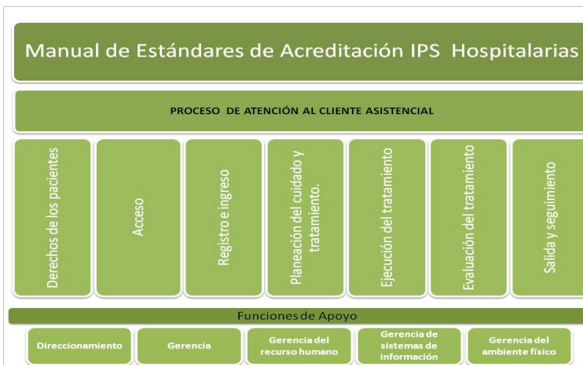 Manual de Estándares de Acreditación IPS Hospitalarias
PROCESO DE ATENCIÓN AL CLIENTE ASISTENCIAL
Derechos de los pacientes
Acceso
Registro e ingreso
Planeación del cuidado y
tratamiento.
Ejecución del tratamiento
Evaluación del tratamiento
Salida y seguimiento
Funciones de Apoyo
Direccionamiento
Gerencia
Gerencia del
recurso humano
Gerencia de
sistemas de
información
Gerencia del
ambiente físico